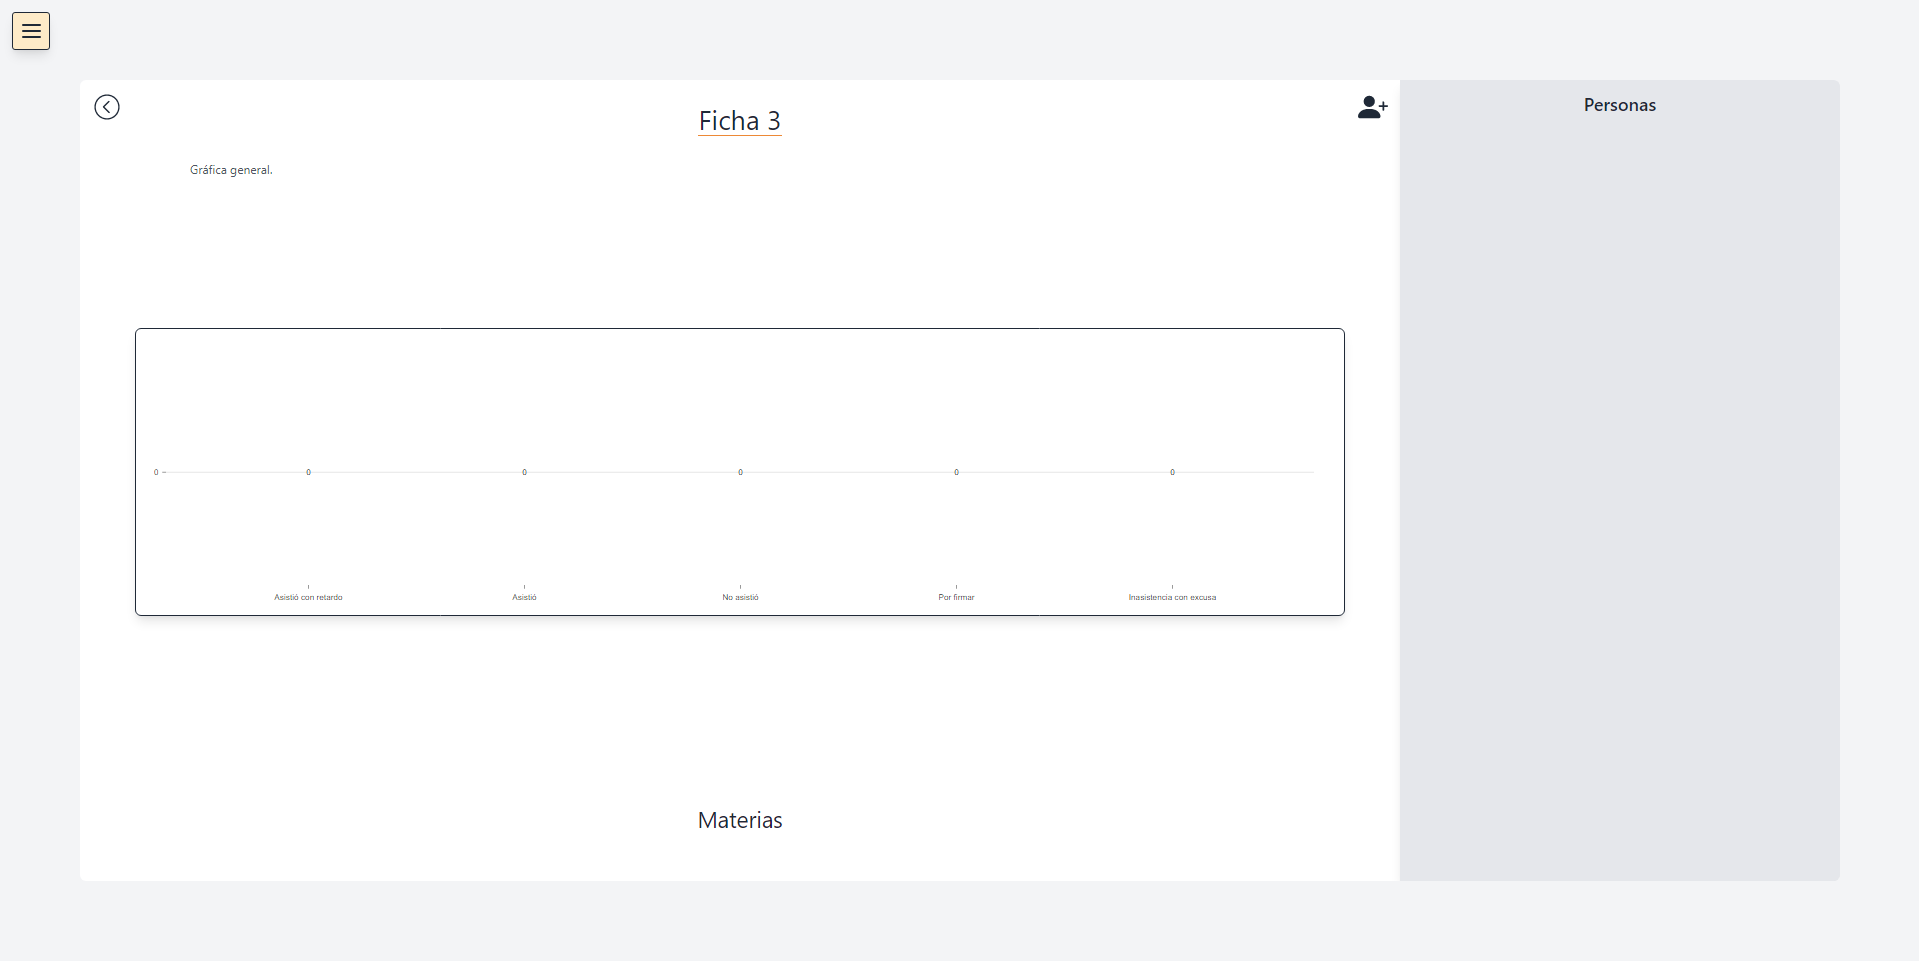 Ficha 3
Personas
Gráfica general.
0 0 0 0 0 0
Asistió con retardo Asistió No asistió Por firmar Inasistencia con excusa
Materias